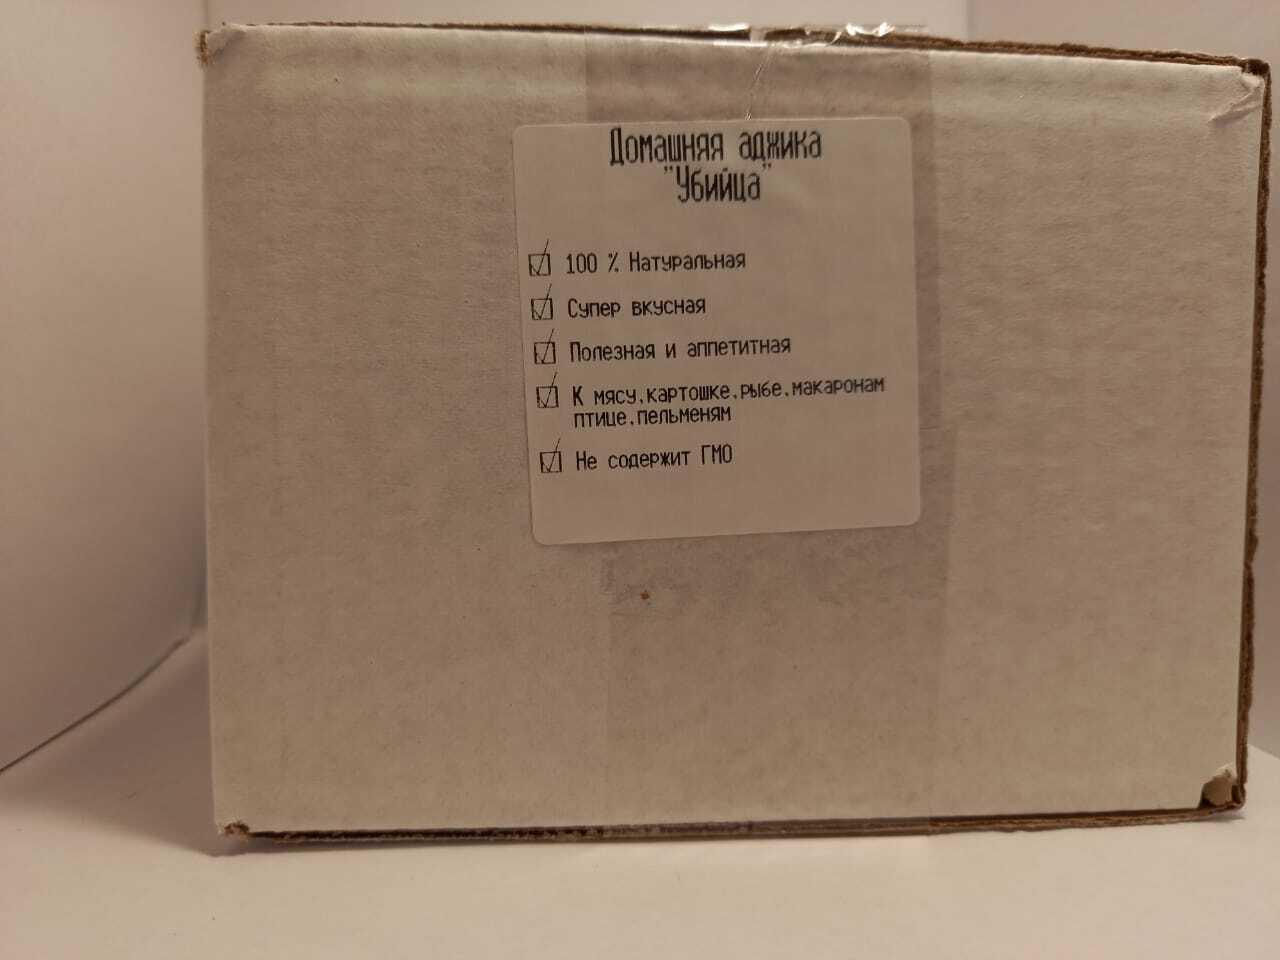 Домашняя аджика
"Убийца"
100 % Натуральная
Супер вкусная
Полезная и аппетитная
К мясу,картошке,рыбе,макаронам
птице,пельменям
Не содержит ГМО